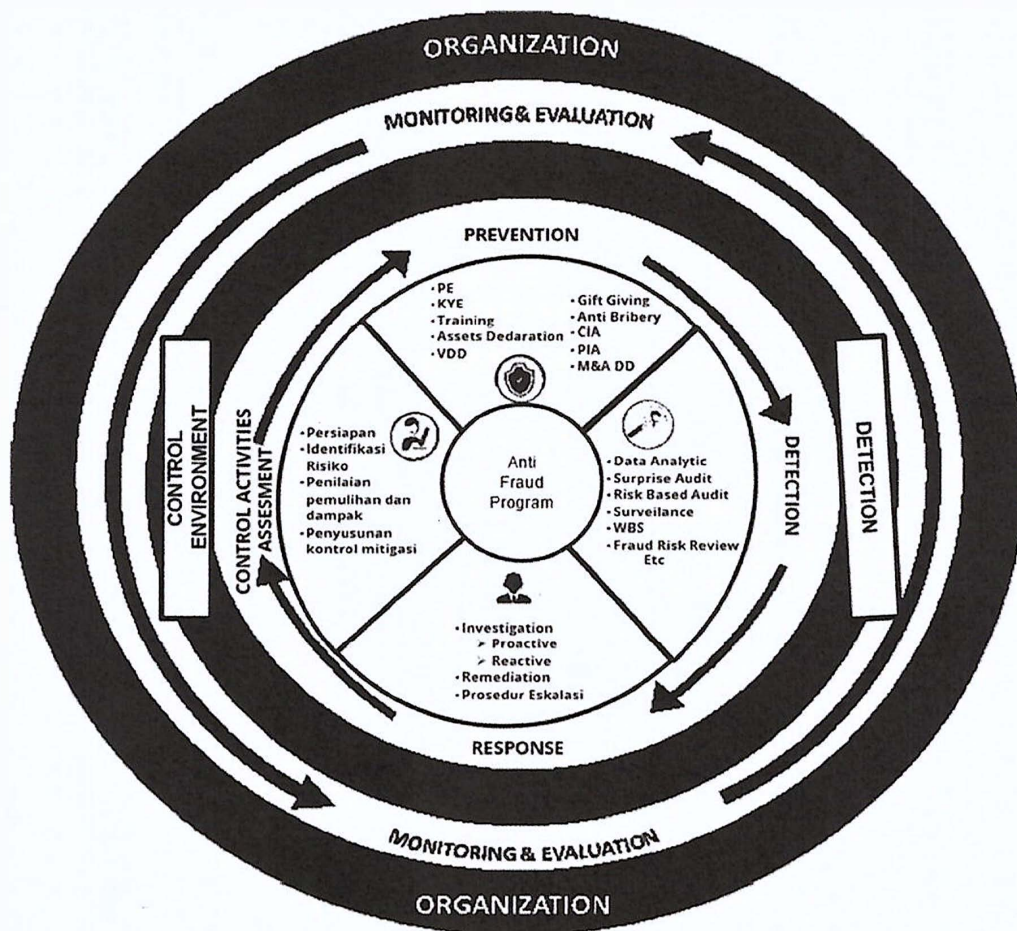 ORGANIZATION
MONITORING & EVALUATION
PREVENTION
• PE
• KYE
• Training
• Assets Dedaration
• VDD
• Gift Giving
• Anti Bribery
• CIA
• PIA
• M&A DD
CONTROL
ENVIRONMENT
CONTROL ACTIVITIES
ASSESMENT
• Persiapan
• Identifikasi
Risiko
• Penilaian
pemulihan dan
dampak
• Penyusunan
kontrol mitigasi
Anti
Fraud
Program
• Data Analytic
• Surprise Audit
• Risk Based Audit
• Surveilance
• WBS
• Fraud Risk Review
Etc
DETECTION
DETECTION
• Investigation
➢ Proactive
➢ Reactive
• Remediation
• Prosedur Eskalasi
RESPONSE
MONITORING & EVALUATION
ORGANIZATION